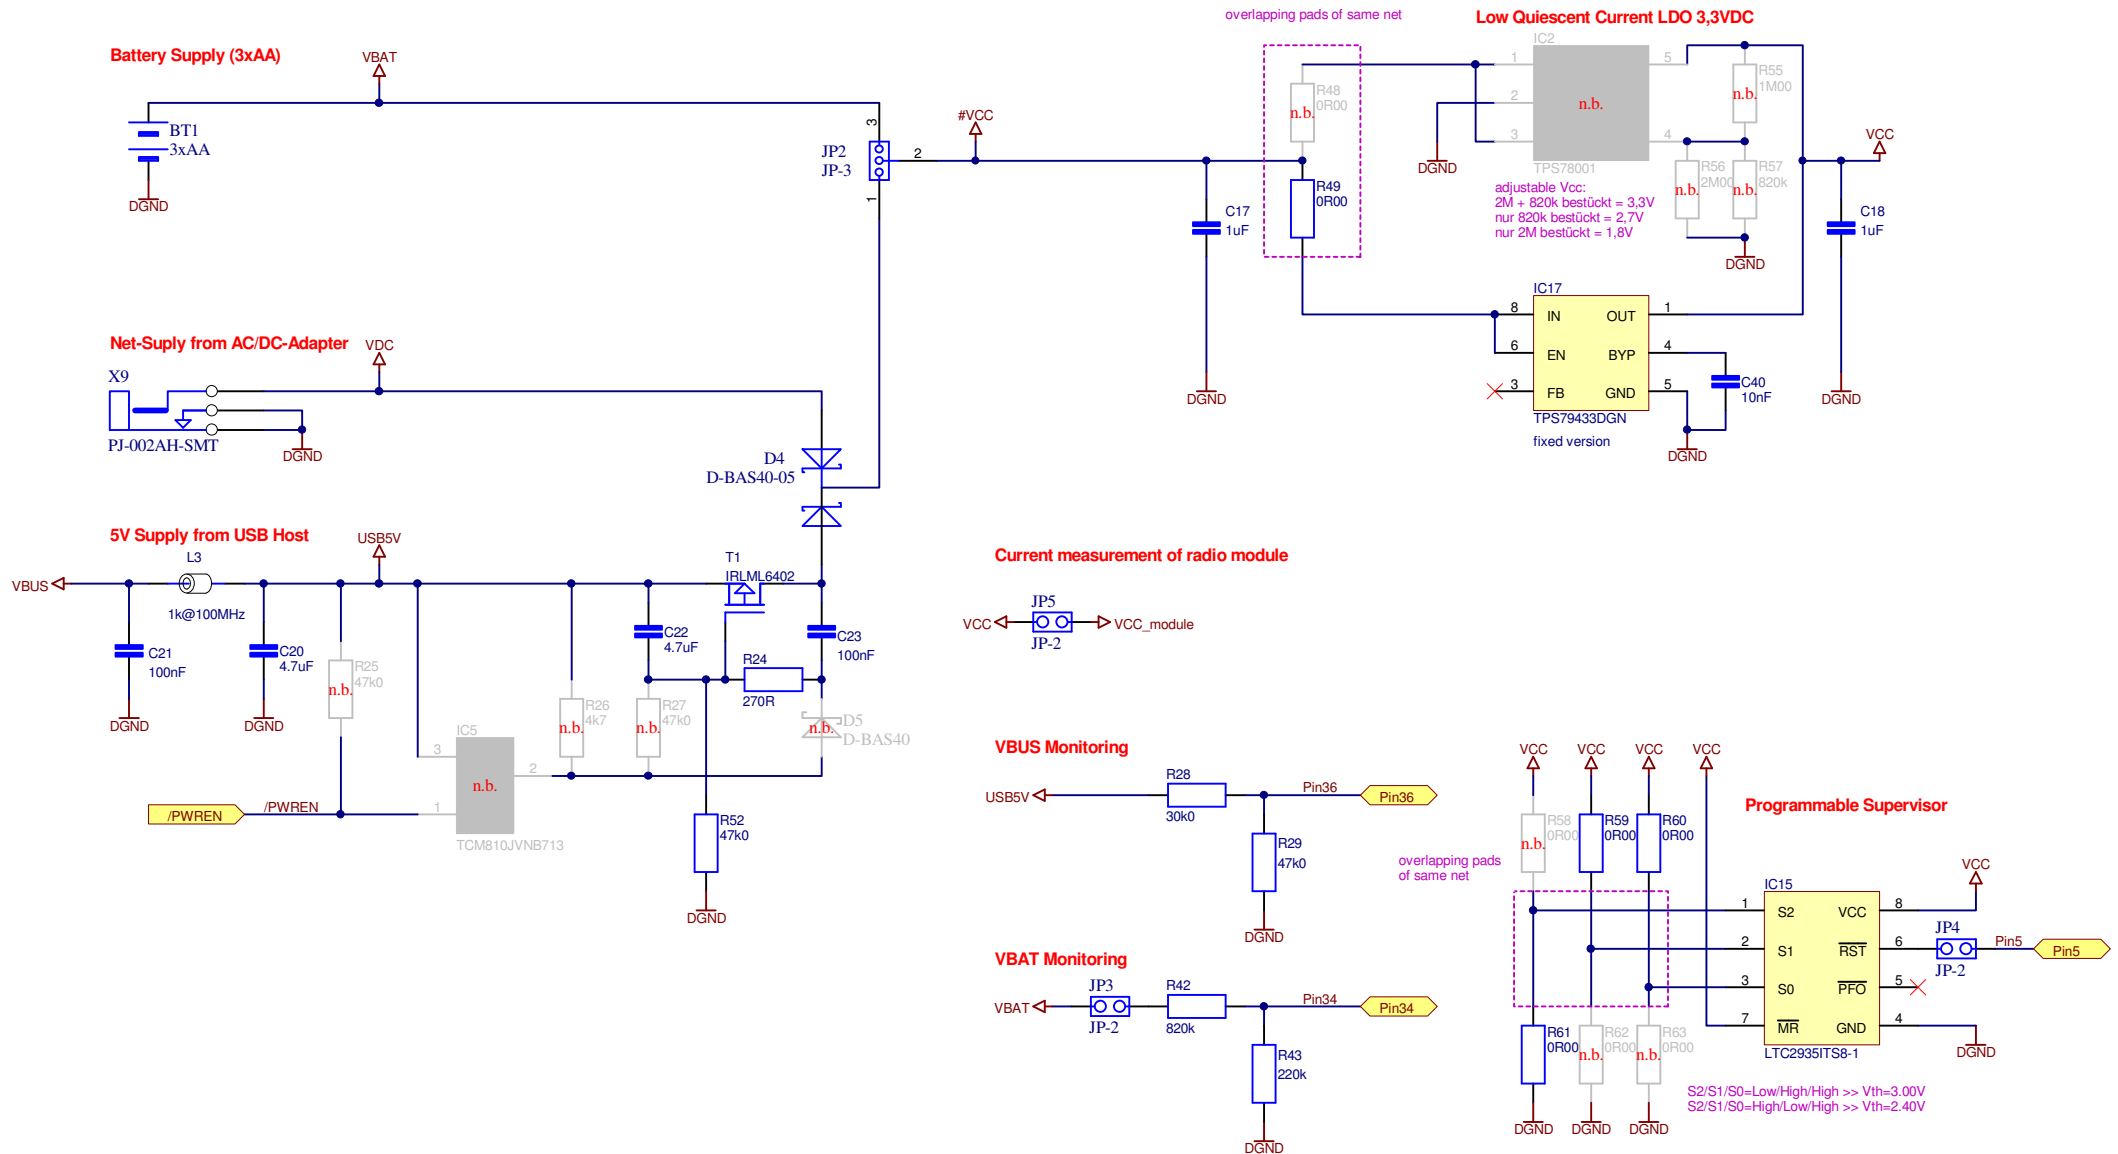 overlapping pads of same net
Low Quiescent Current LDO 3,3VDC
Battery Supply (3xAA)
VBAT
BT1
3xAA
DGND
3
JP2
JP-3
2
1
#VCC
C17
1uF
DGND
R48
0R00
n.b.
R49
0R00
IC2
1
2
3
5
4
n.b.
TPS78001
DGND
R55
1M00
n.b.
R56
2M00
n.b.
R57
820k
n.b.
DGND
adjustable Vcc:
2M + 820k bestückt = 3,3V
nur 820k bestückt = 2,7V
nur 2M bestückt = 1,8V
VCC
C18
1uF
DGND
IC17
8 IN OUT 1
6 EN BYP 4
3 FB GND 5
TPS79433DGN
fixed version
C40
10nF
DGND
Net-Suply from AC/DC-Adapter
VDC
X9
PJ-002AH-SMT
DGND
D4
D-BAS40-05
5V Supply from USB Host
USB5V
VBUS
L3
1k@100MHz
C21
100nF
DGND
C20
4.7uF
DGND
R25
47k0
n.b.
/PWREN
/PWREN
IC5
3
1
2
n.b.
TCM810JVNB713
R26
4k7
n.b.
R27
47k0
n.b.
C22
4.7uF
T1
IRLML6402
R24
270R
C23
100nF
D5
D-BAS40
n.b.
R52
47k0
DGND
Current measurement of radio module
VCC
JP5
JP-2
VCC_module
VBUS Monitoring
USB5V
R28
30k0
Pin36
Pin36
R29
47k0
DGND
VBAT Monitoring
VBAT
JP3
JP-2
R42
820k
Pin34
Pin34
R43
220k
DGND
Programmable Supervisor
VCC
VCC
VCC
VCC
R58
0R00
n.b.
R59
0R00
R60
0R00
overlapping pads
of same net
IC15
1 S2 VCC 8
2 S1 RST 6
3 S0 PFO 5
7 MR GND 4
LTC2935ITS8-1
VCC
JP4
JP-2
Pin5
Pin5
DGND
R61
0R00
R62
0R00
n.b.
R63
0R00
n.b.
DGND
DGND
DGND
S2/S1/S0=Low/High/High >> Vth=3.00V
S2/S1/S0=High/Low/High >> Vth=2.40V